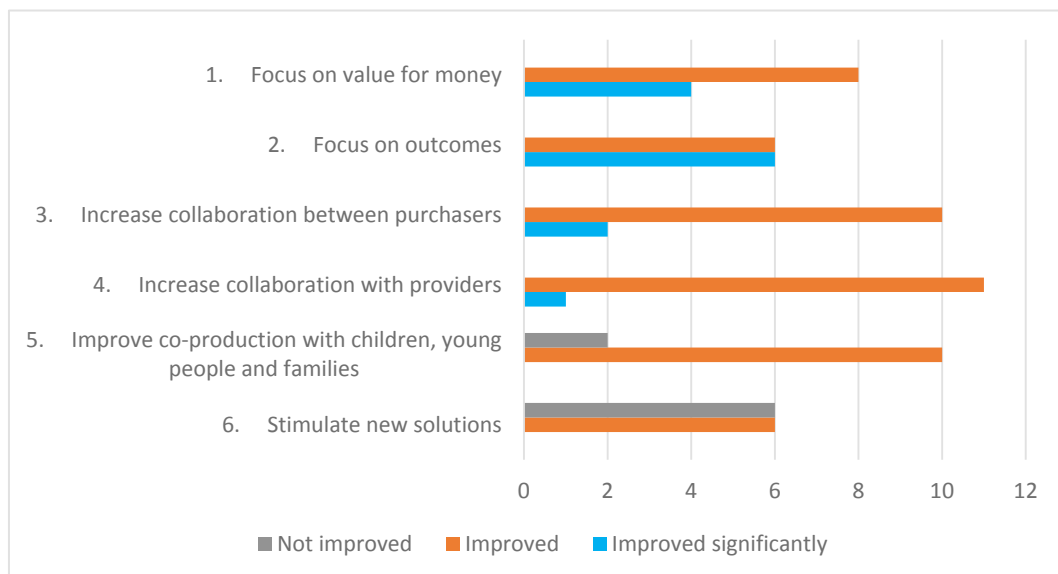 1. Focus on value for money
2. Focus on outcomes
3. Increase collaboration between purchasers
4. Increase collaboration with providers
5. Improve co-production with children, young
people and families
6. Stimulate new solutions
0 2 4 6 8 10 12
Not improved Improved Improved significantly